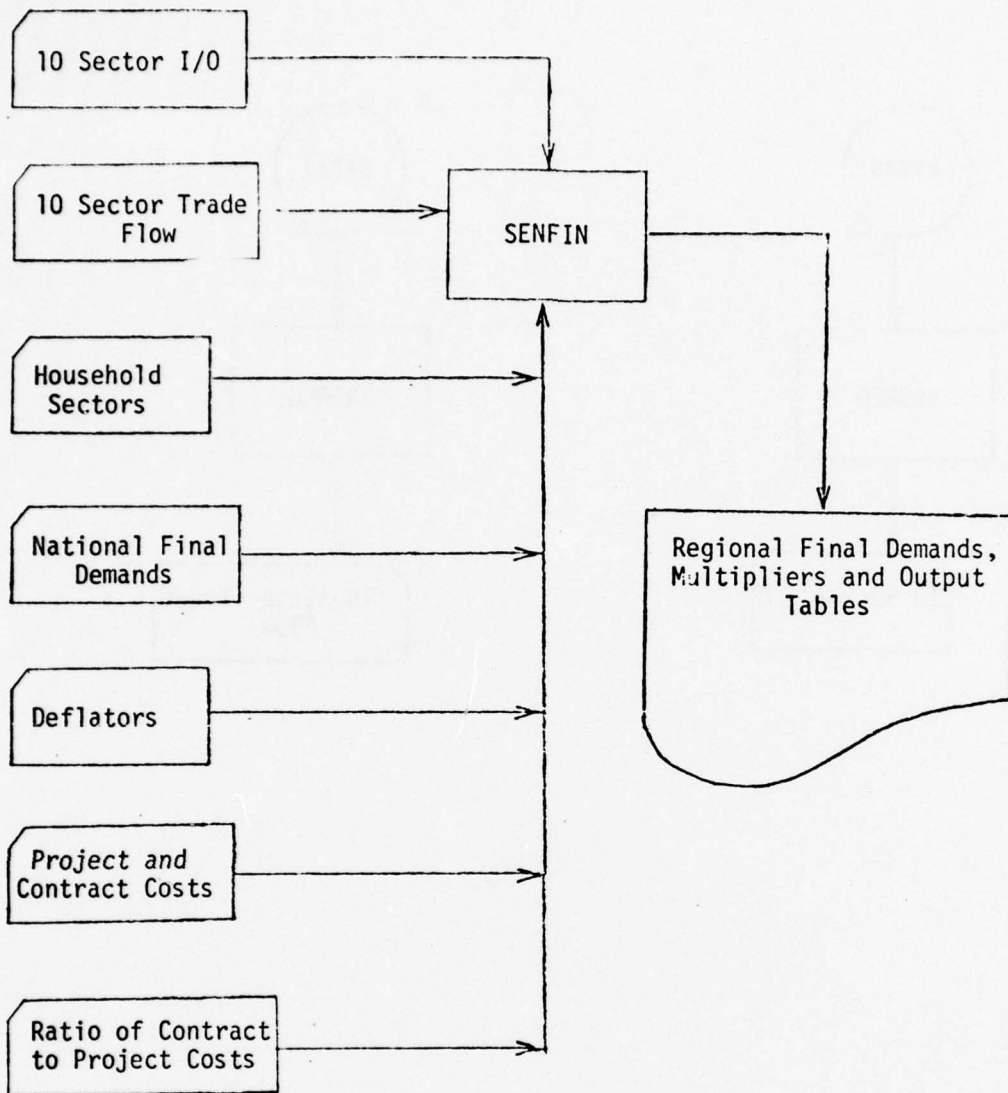 10 Sector I/O
10 Sector Trade
Flow
SENFIN
Household
Sectors
National Final
Demands
Regional Final Demands,
Multipliers and Output
Tables
Deflators
Project and
Contract Costs
Ratio of Contract
to Project Costs